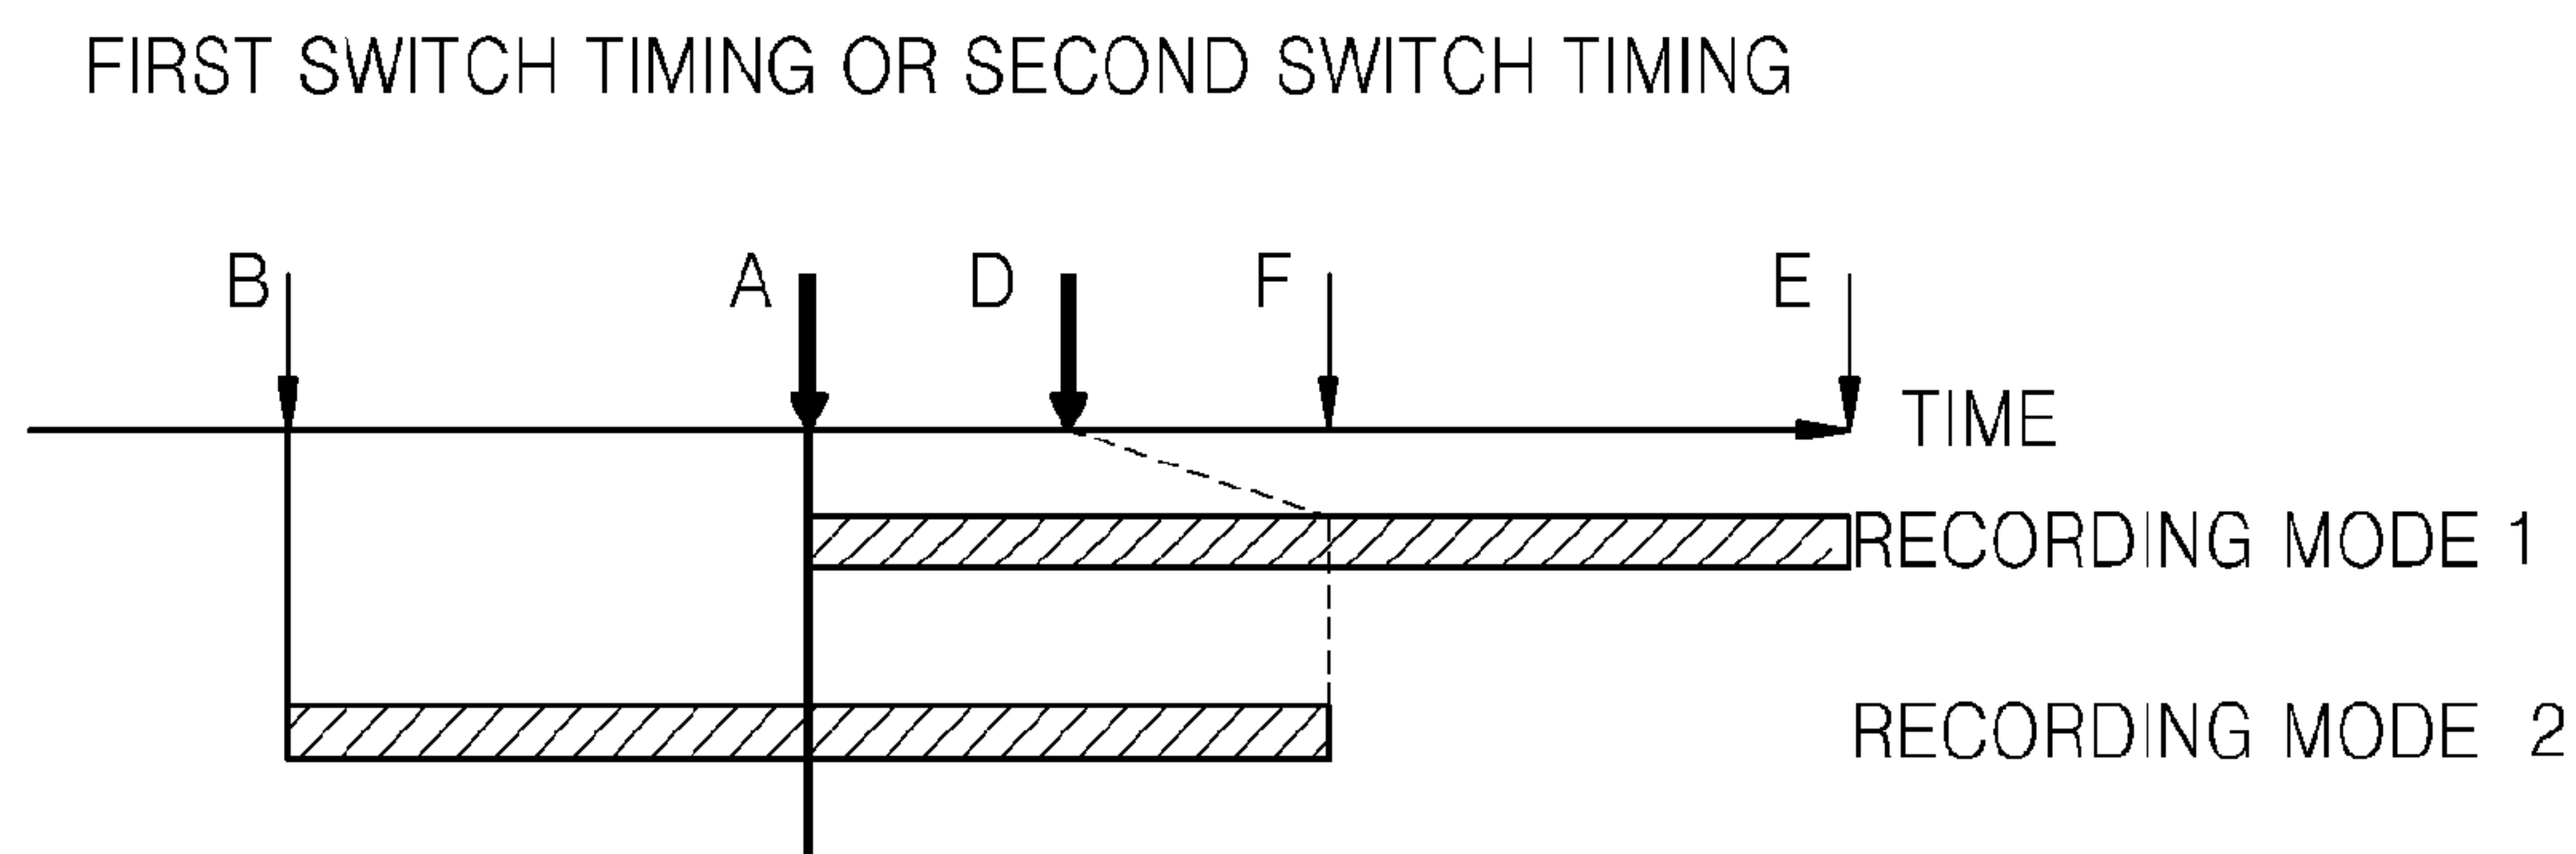 FIRST SWITCH TIMING OR SECOND SWITCH TIMING
B A D F E
TIME
RECORDING MODE 1
RECORDING MODE 2